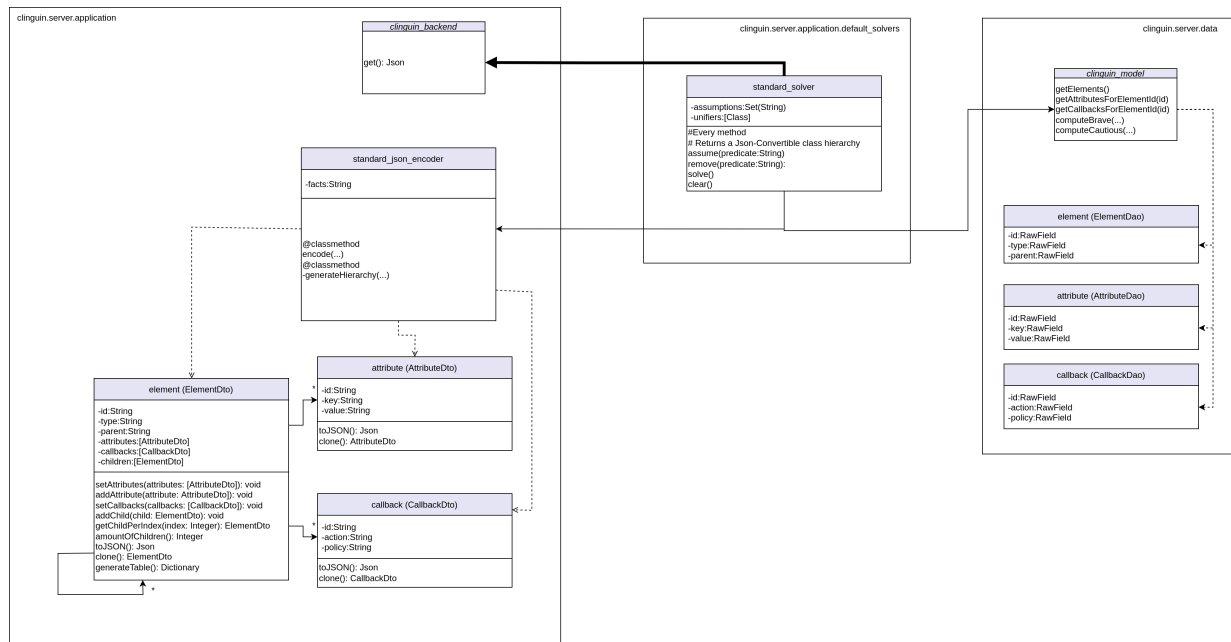 clinguin.server.application
clinguin_backend
get(): Json
standard_json_encoder
-facts:String
@classmethod
encode(...)
@classmethod
-generateHierarchy(...)
element (ElementDto)
-id:String
-type:String
-parent:String
-attributes:[AttributeDto]
-callbacks:[CallbackDto]
-children:[ElementDto]
setAttributes(attributes: [AttributeDto]): void
addAttribute(attribute: AttributeDto): void
setCallbacks(callbacks: [CallbackDto]): void
addChild(child: ElementDto): void
getChildPerIndex(index: Integer): ElementDto
amountOfChildren(): Integer
toJSON(): Json
clone(): ElementDto
generateTable(): Dictionary
*
*
attribute (AttributeDto)
-id:String
-key:String
-value:String
toJSON(): Json
clone(): AttributeDto
*
callback (CallbackDto)
-id:String
-action:String
-policy:String
toJSON(): Json
clone(): CallbackDto
clinguin.server.application.default_solvers
standard_solver
-assumptions:Set(String)
-unifiers:[Class]
#Every method
# Returns a Json-Convertible class hierarchy
assume(predicate:String)
remove(predicate:String):
solve()
clear()
clinguin.server.data
clinguin_model
getElements()
getAttributesForElementId(id)
getCallbacksForElementId(id)
computeBrave(...)
computeCautious(...)
element (ElementDao)
-id:RawField
-type:RawField
-parent:RawField
attribute (AttributeDao)
-id:RawField
-key:RawField
-value:RawField
callback (CallbackDao)
-id:RawField
-action:RawField
-policy:RawField